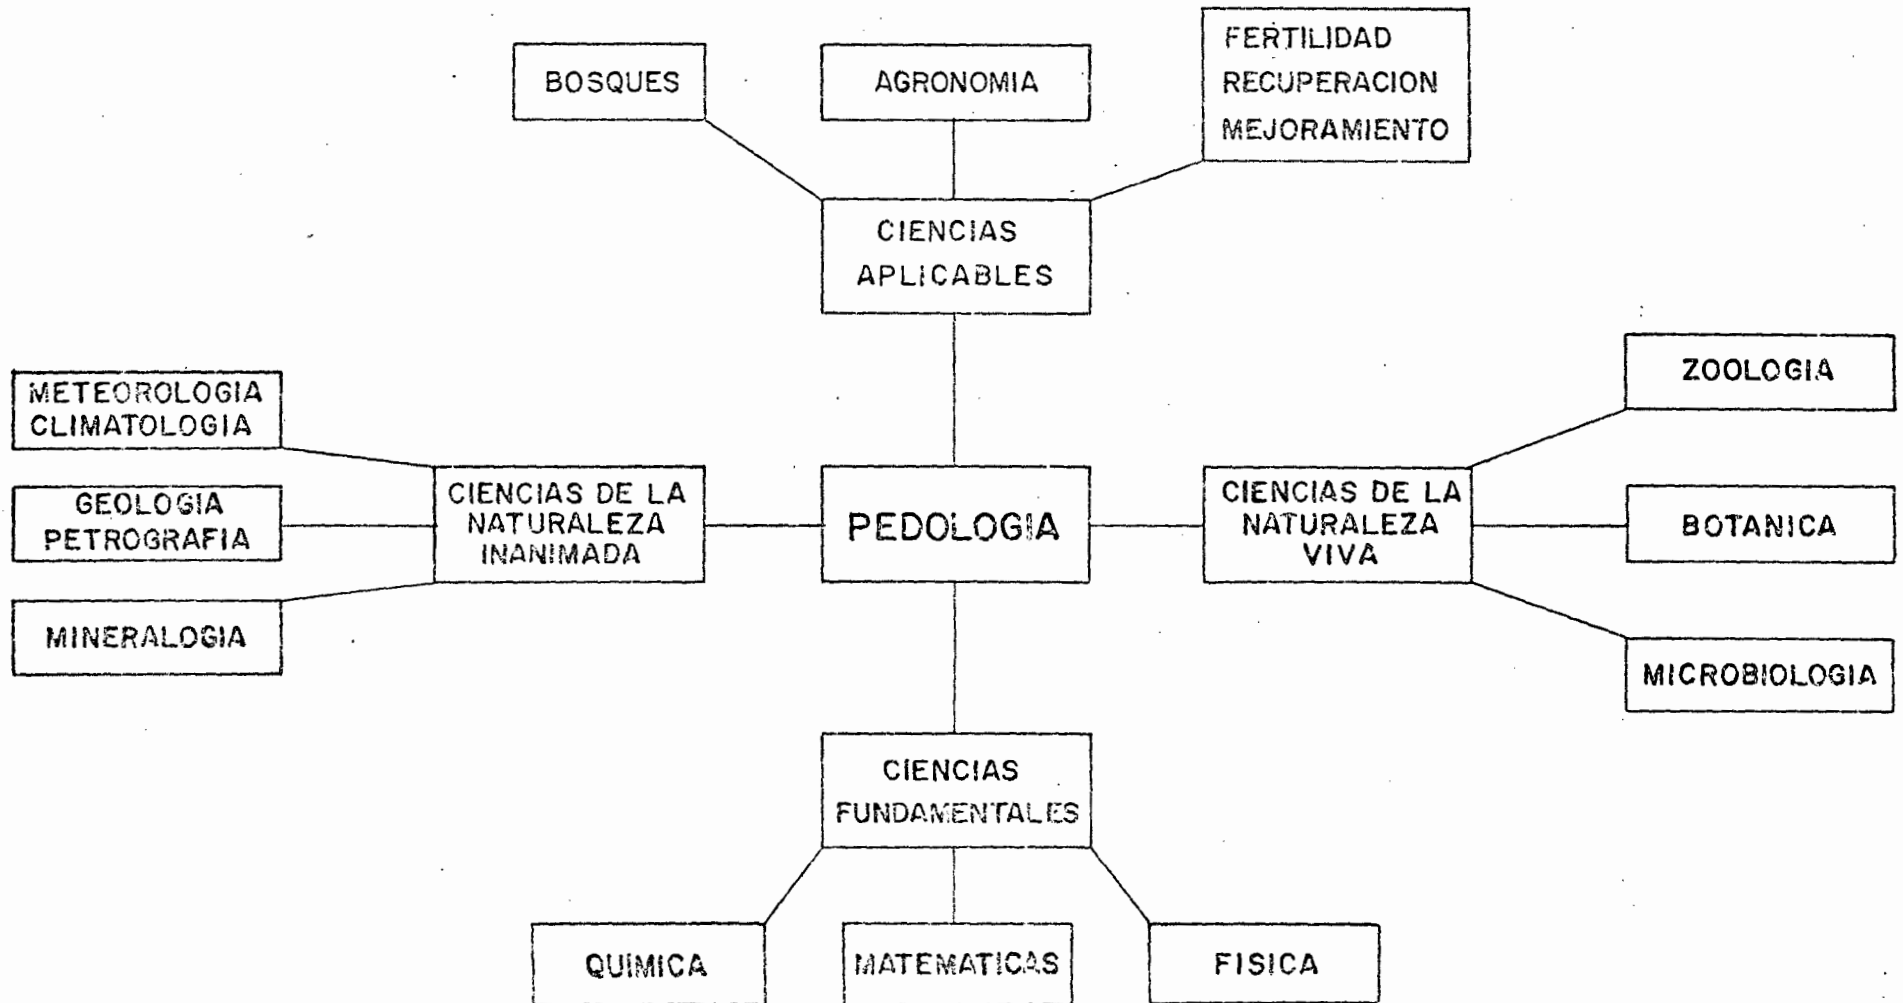 BOSQUES
AGRONOMIA
FERTILIDAD
RECUPERACION
MEJORAMIENTO
CIENCIAS
APLICABLES
METEOROLOGIA
CLIMATOLOGIA
GEOLOGIA
PETROGRAFIA
MINERALOGIA
CIENCIAS DE LA
NATURALEZA
INANIMADA
PEDOLOGIA
CIENCIAS DE LA
NATURALEZA
VIVA
ZOOLOGIA
BOTANICA
MICROBIOLOGIA
CIENCIAS
FUNDAMENTALES
QUIMICA
MATEMATICAS
FISICA